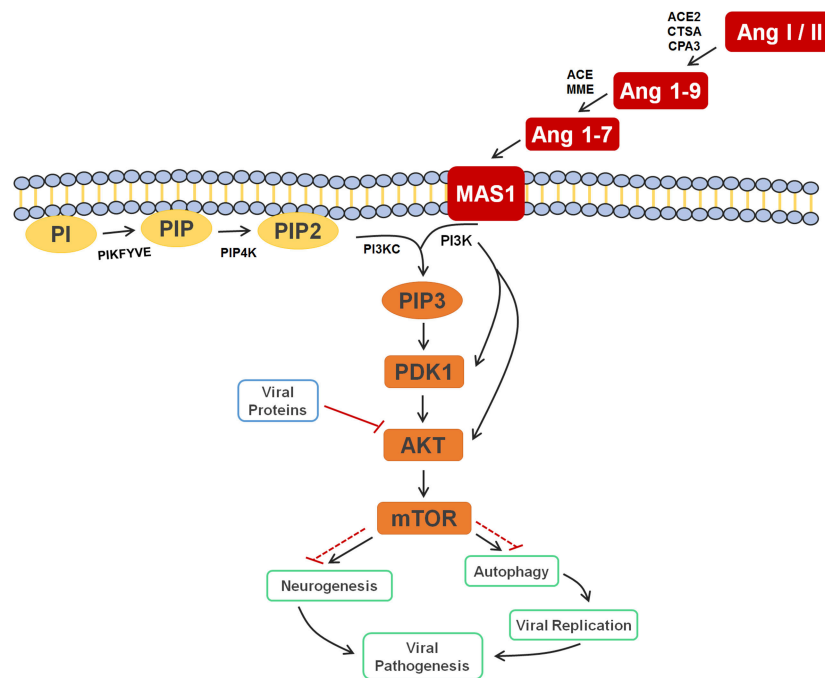 ACE2
CTSA
CPA3
Ang I / II
ACE
MME
Ang 1-9
Ang 1-7
MAS1
PI
PIKFYVE
PIP
PIP4K
PIP2
PI3KC
PI3K
PIP3
PDK1
Viral
Proteins
AKT
mTOR
Neurogenesis
Autophagy
Viral Replication
Viral
Pathogenesis